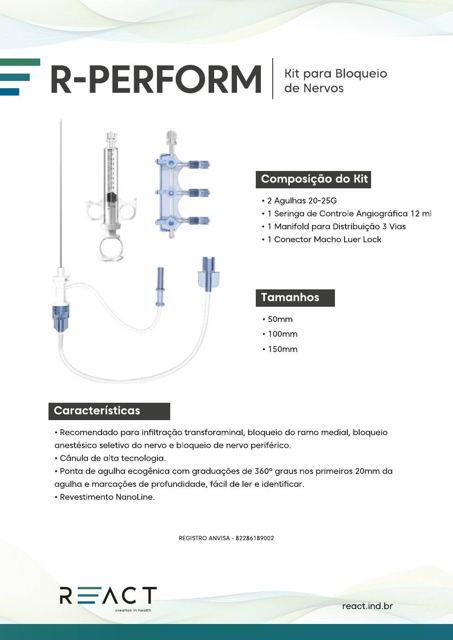 R-PERFORM
Kit para Bloqueio
de Nervos
Composição do Kit
• 2 Agulhas 20-25G
• 1 Seringa de Controle Angiográfica 12 ml
• 1 Manifold para Distribuição 3 Vias
• 1 Conector Macho Luer Lock
Tamanhos
• 50mm
• 100mm
• 150mm
Características
• Recomendado para infiltração transforaminal, bloqueio do ramo medial, bloqueio
anestésico seletivo do nervo e bloqueio de nervo periférico.
• Cânula de alta tecnologia.
• Ponta de agulha ecogênica com graduações de 360º graus nos primeiros 20mm da
agulha e marcações de profundidade, fácil de ler e identificar.
• Revestimento NanoLine.
REGISTRO ANVISA - 82286189002
REACT
creation in health
react.ind.br